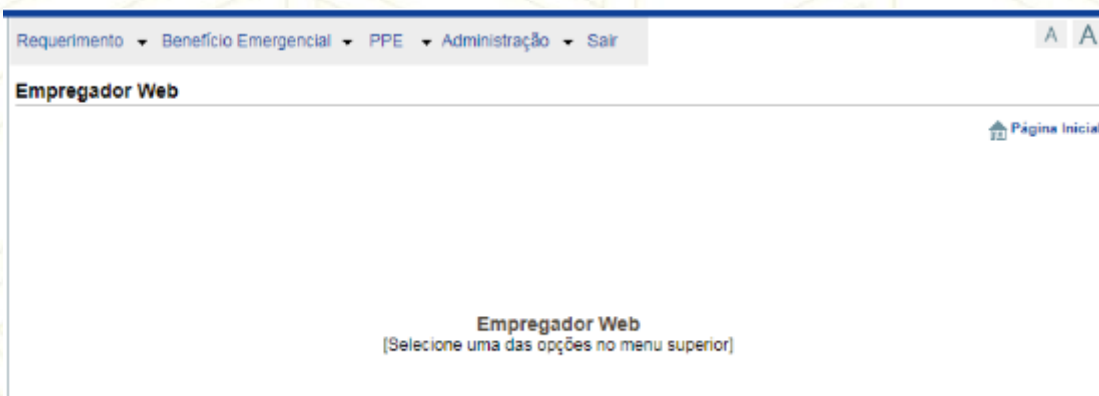 Requerimento Benefício Emergencial PPE Administração Sair
A A
Empregador Web
Página Inicial
Empregador Web
[Selecione uma das opções no menu superior]